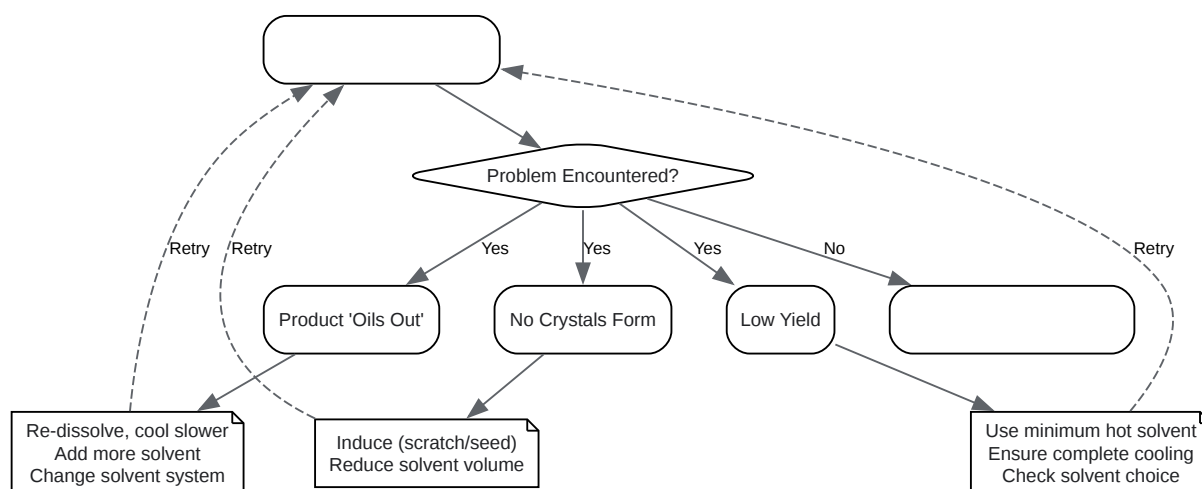 Problem Encountered?
Retry
Retry
Yes
Yes
Yes
No
Retry
Product 'Oils Out'
No Crystals Form
Low Yield
Re-dissolve, cool slower
Add more solvent
Change solvent system
Induce (scratch/seed)
Reduce solvent volume
Use minimum hot solvent
Ensure complete cooling
Check solvent choice